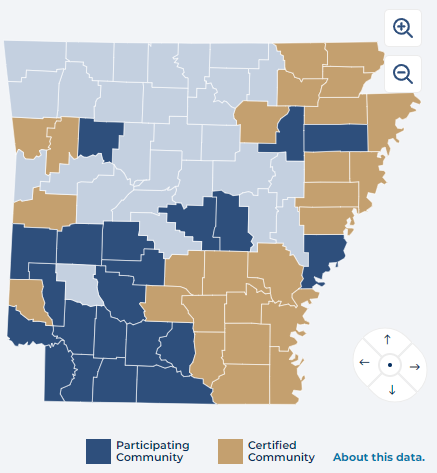 Participating
Community
Certified
Community
About this data.